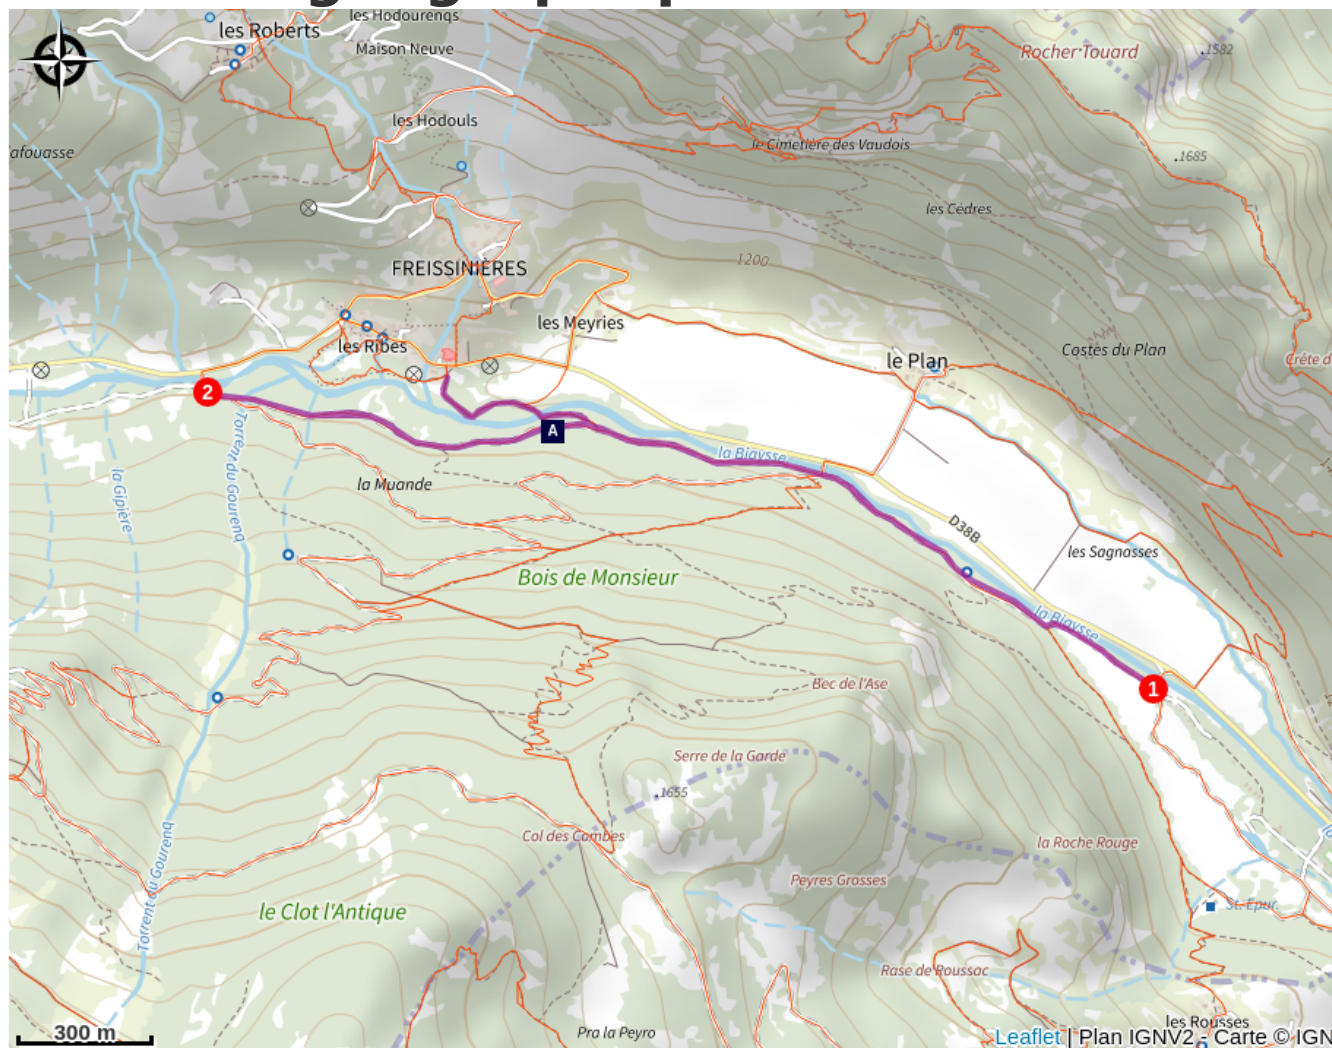 les Hodourenqs
les Roberts
Maison Neuve
Rocher Touard
.1582
les Hodouls
le Cimetière des Vaudois
afouasse
.1685
les Cèdres
FREISSINIÈRES
1200
les Meyries
les Ribes
Costes du Plan
le Plan
Crête d
2
A
la Biaysse
Torrent du Gourenq
la Gipière
la Muande
D38B
les Sagnasses
Bois de Monsieur
la Biaysse
Bec de l'Ase
1
Serre de la Garde
.1655
Col des Combes
la Roche Rouge
Peyres Grosses
Torrent du Gourenq
le Clot l'Antique
St. Epur.
Rase de Roussac
les Rousses
300 m
Pra la Peyro
Leaflet | Plan IGNV2 - Carte © IGN